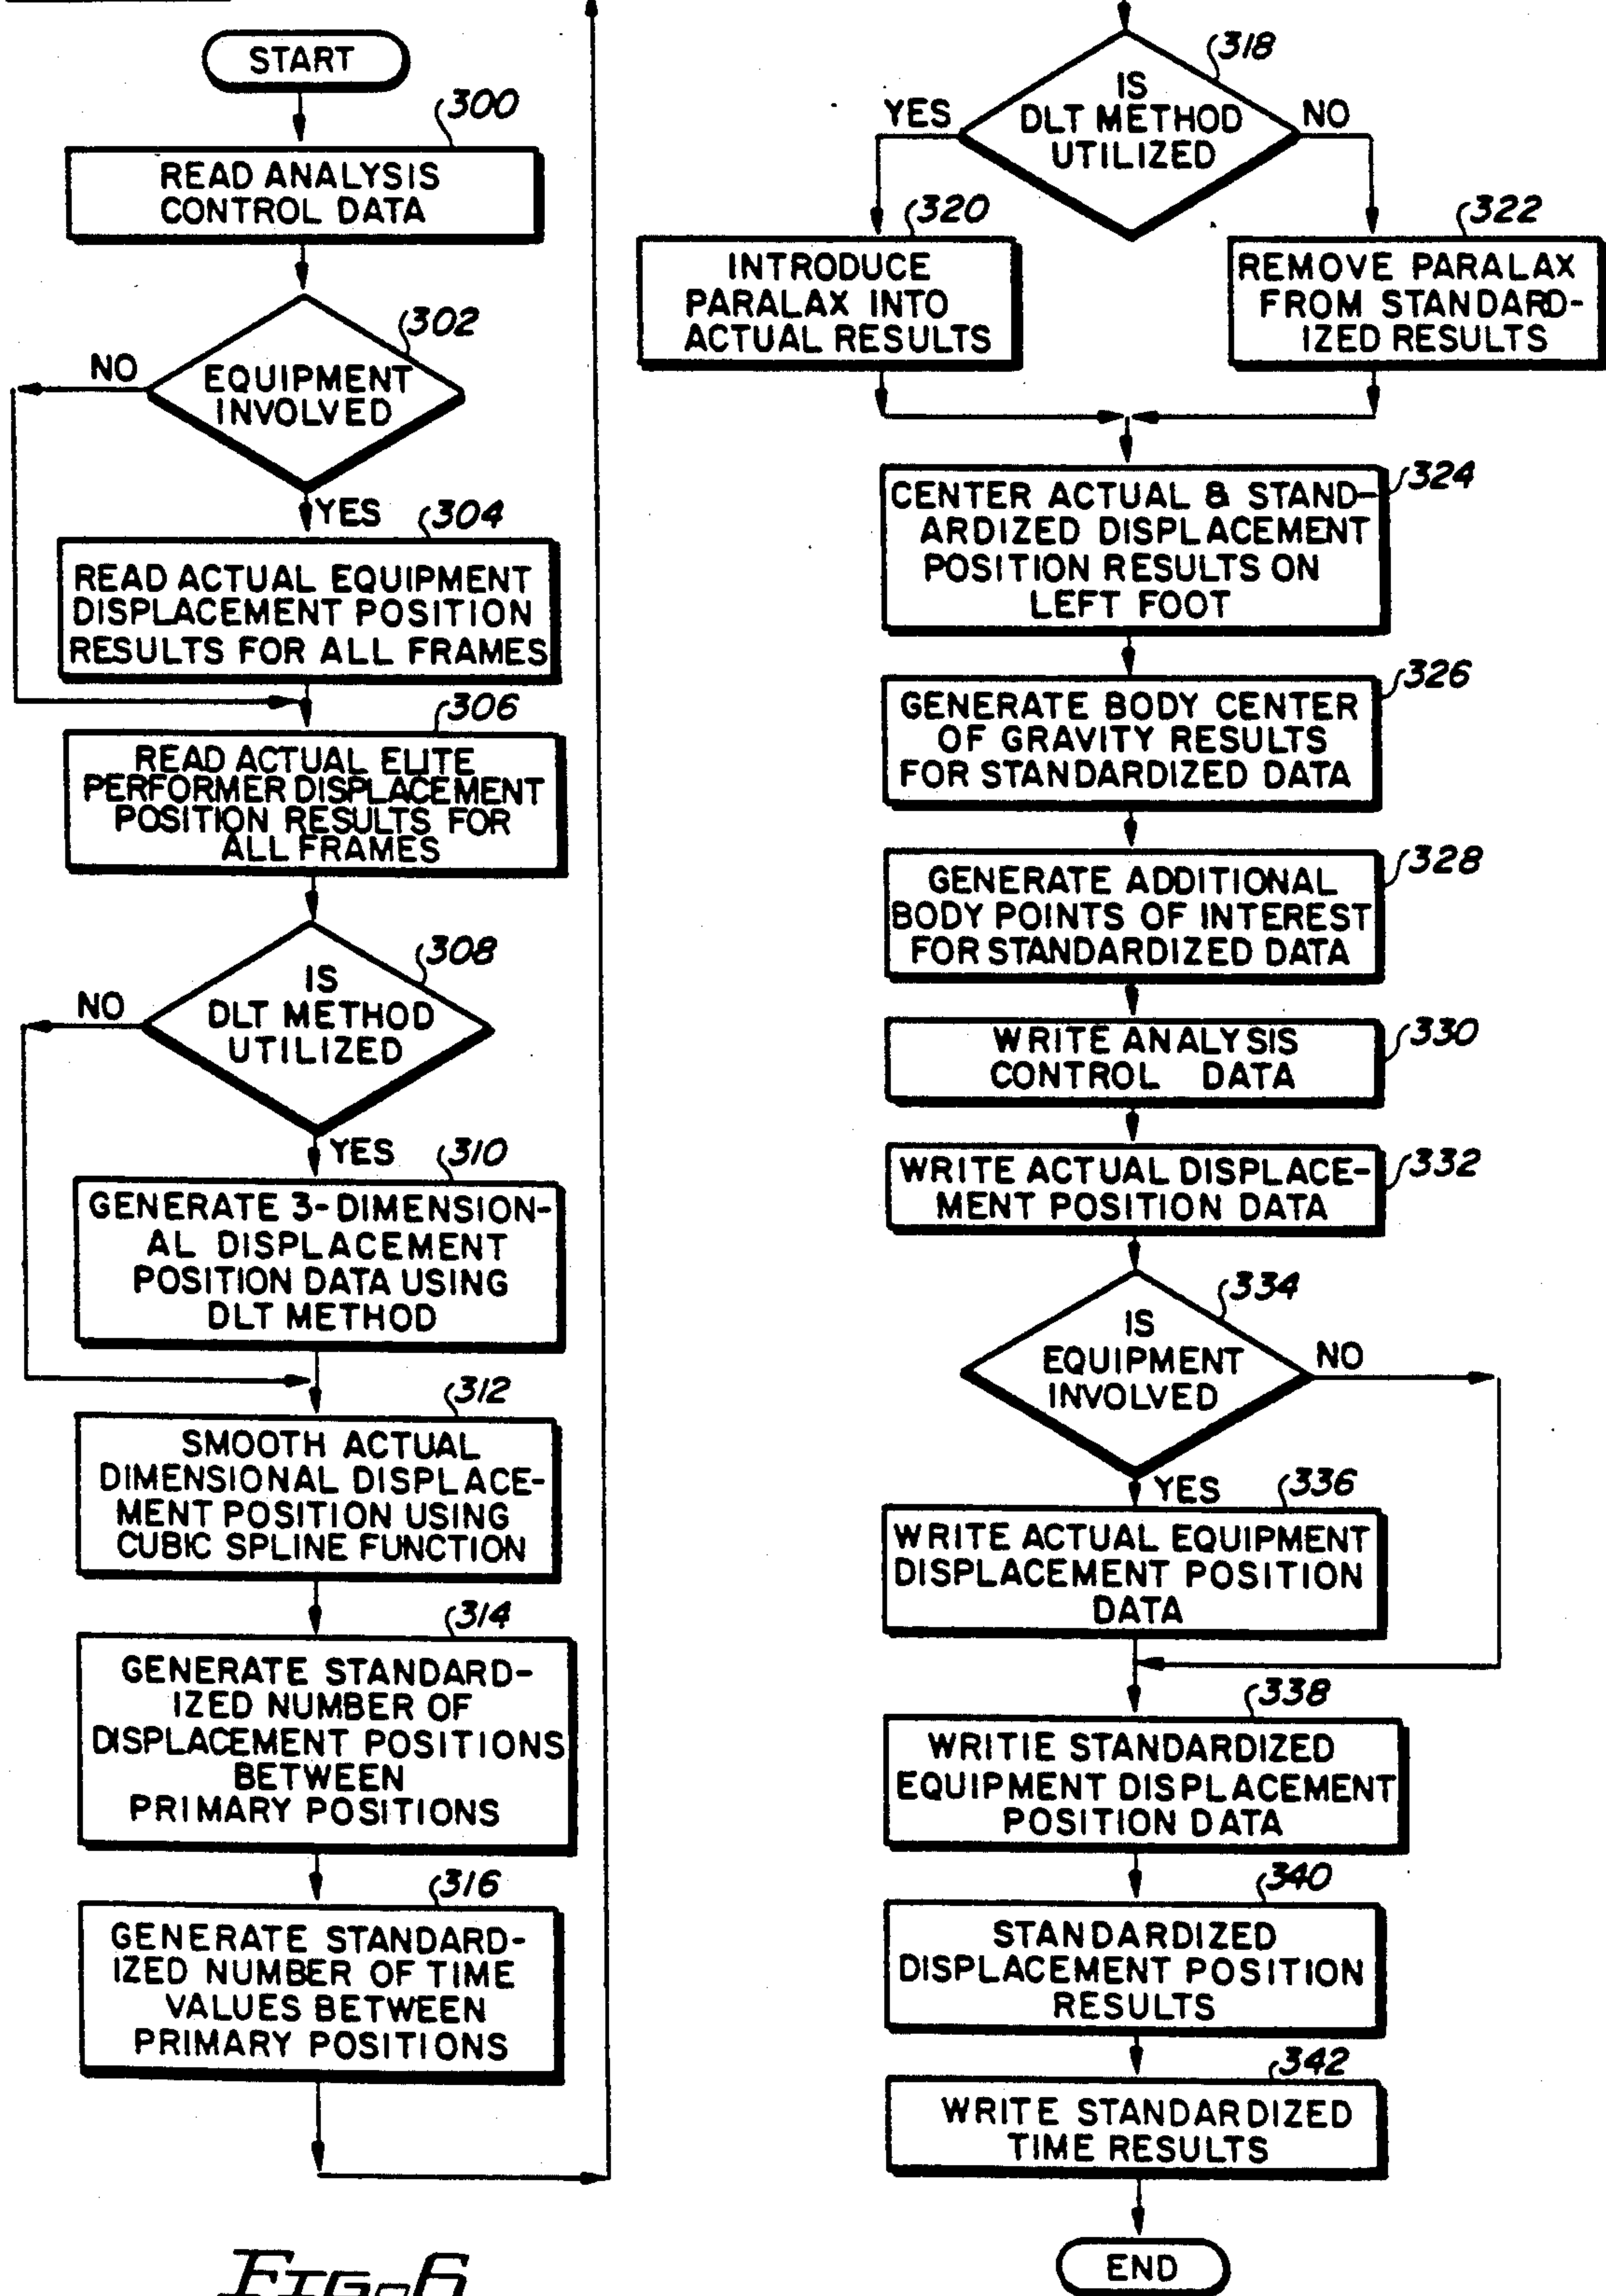 START
300
READ ANALYSIS
CONTROL DATA
302
EQUIPMENT
INVOLVED
NO
YES
304
READ ACTUAL EQUIPMENT
DISPLACEMENT POSITION
RESULTS FOR ALL FRAMES
306
READ ACTUAL ELITE
PERFORMER DISPLACEMENT
POSITION RESULTS FOR
ALL FRAMES
308
IS
DLT METHOD
UTILIZED
NO
YES
310
GENERATE 3-DIMENSION-
AL DISPLACEMENT
POSITION DATA USING
DLT METHOD
312
SMOOTH ACTUAL
DIMENSIONAL DISPLACE-
MENT POSITION USING
CUBIC SPLINE FUNCTION
314
GENERATE STANDARD-
IZED NUMBER OF
DISPLACEMENT POSITIONS
BETWEEN
PRIMARY POSITIONS
316
GENERATE STANDARD-
IZED NUMBER OF TIME
VALUES BETWEEN
PRIMARY POSITIONS
318
IS
DLT METHOD
UTILIZED
YES
NO
320
INTRODUCE
PARALAX INTO
ACTUAL RESULTS
322
REMOVE PARALAX
FROM STANDARD-
IZED RESULTS
324
CENTER ACTUAL & STAND-
ARDIZED DISPLACEMENT
POSITION RESULTS ON
LEFT FOOT
326
GENERATE BODY CENTER
OF GRAVITY RESULTS
FOR STANDARDIZED DATA
328
GENERATE ADDITIONAL
BODY POINTS OF INTEREST
FOR STANDARDIZED DATA
330
WRITE ANALYSIS
CONTROL DATA
332
WRITE ACTUAL DISPLACE-
MENT POSITION DATA
334
IS
EQUIPMENT
INVOLVED
NO
YES
336
WRITE ACTUAL EQUIPMENT
DISPLACEMENT POSITION
DATA
338
WRITIE STANDARDIZED
EQUIPMENT DISPLACEMENT
POSITION DATA
340
STANDARDIZED
DISPLACEMENT POSITION
RESULTS
342
WRITE STANDARDIZED
TIME RESULTS
END
FIG-6